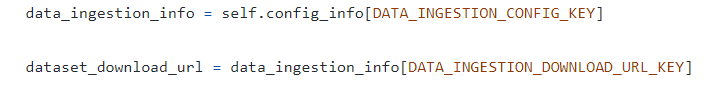 data_ingestion_info = self.config_info[DATA_INGESTION_CONFIG_KEY]
dataset_download_url = data_ingestion_info[DATA_INGESTION_DOWNLOAD_URL_KEY]